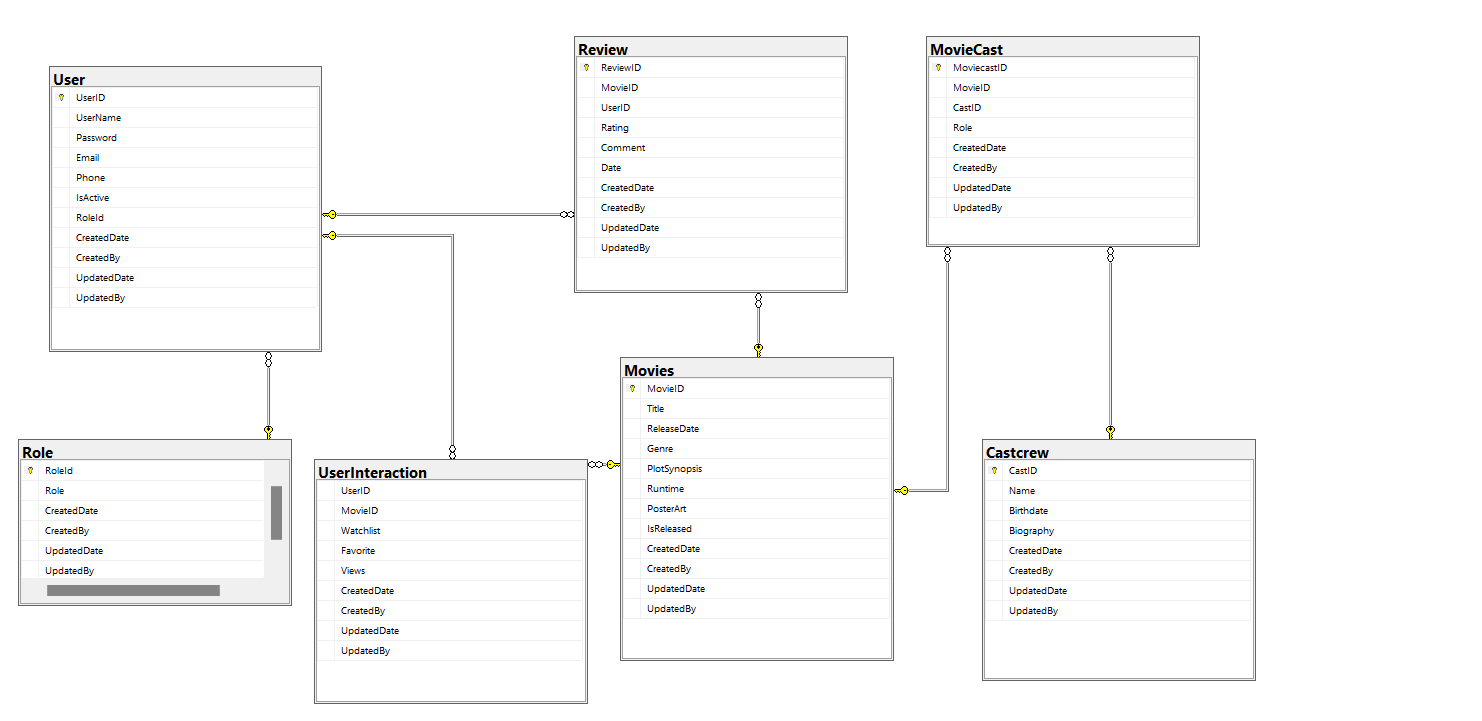 User
UserID
UserName
Password
Email
Phone
IsActive
RoleId
CreatedDate
CreatedBy
UpdatedDate
UpdatedBy
Review
ReviewID
MovieID
UserID
Rating
Comment
Date
CreatedDate
CreatedBy
UpdatedDate
UpdatedBy
MovieCast
MoviecastID
MovieID
CastID
Role
CreatedDate
CreatedBy
UpdatedDate
UpdatedBy
Role
RoleId
Role
CreatedDate
CreatedBy
UpdatedDate
UpdatedBy
UserInteraction
UserID
MovieID
Watchlist
Favorite
Views
CreatedDate
CreatedBy
UpdatedDate
UpdatedBy
Movies
MovieID
Title
ReleaseDate
Genre
PlotSynopsis
Runtime
PosterArt
IsReleased
CreatedDate
CreatedBy
UpdatedDate
UpdatedBy
Castcrew
CastID
Name
Birthdate
Biography
CreatedDate
CreatedBy
UpdatedDate
UpdatedBy